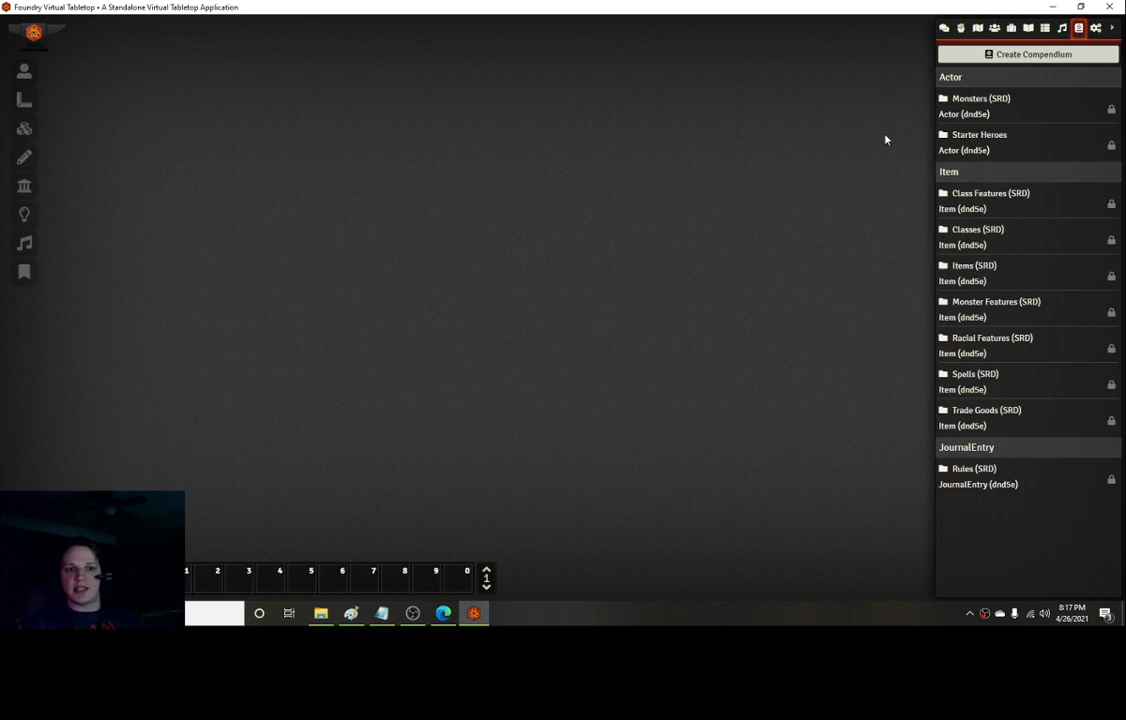 Foundry Virtual Tabletop • A Standalone Virtual Tabletop Application
Create Compendium
Actor
Monsters (SRD)
Actor (dnd5e)
Starter Heroes
Actor (dnd5e)
Item
Class Features (SRD)
Item (dnd5e)
Classes (SRD)
Item (dnd5e)
Items (SRD)
Item (dnd5e)
Monster Features (SRD)
Item (dnd5e)
Racial Features (SRD)
Item (dnd5e)
Spells (SRD)
Item (dnd5e)
Trade Goods (SRD)
Item (dnd5e)
JournalEntry
Rules (SRD)
JournalEntry (dnd5e)
1 2 3 4 5 6 7 8 9 0
1
8:17 PM
4/26/2021
3